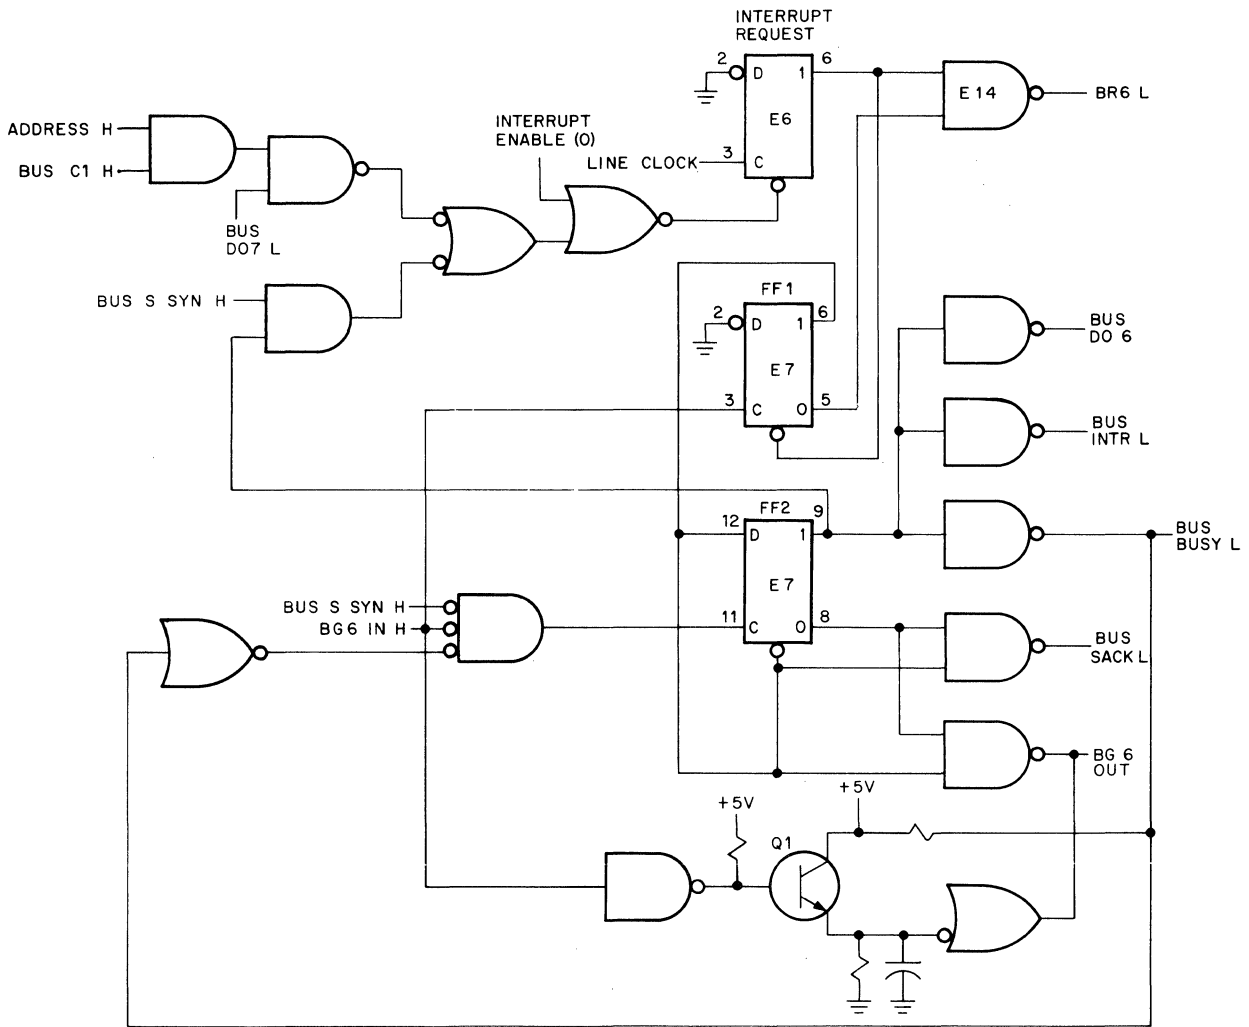 INTERRUPT
REQUEST
2
D
1
6
E6
3
C
E14
BR6 L
ADDRESS H
BUS C1 H
BUS
DO7 L
INTERRUPT
ENABLE (0)
LINE CLOCK
BUS S SYN H
FF1
2
D
1
6
E7
3
C
0
5
BUS
DO 6
BUS
INTR L
FF2
12
D
1
9
E7
11
C
0
8
BUS
BUSY L
BUS S SYN H
BG6 IN H
BUS
SACK L
BG 6
OUT
+5V
+5V
Q1